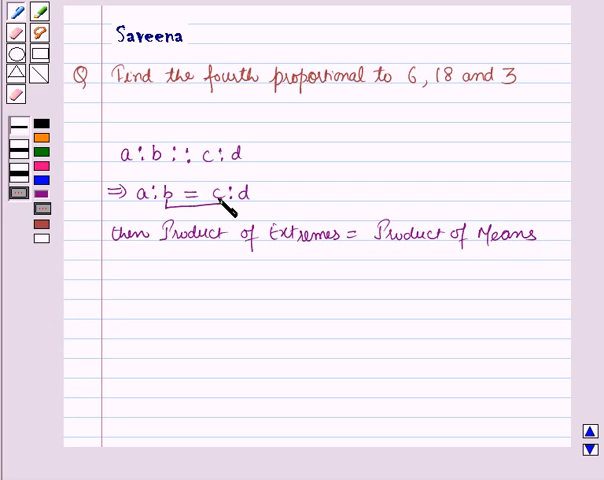 Saveena
Q Find the fourth proportional to 6, 18 and 3
a : b : : c : d
⇒ a : b = c : d
then Product of Extremes = Product of Means